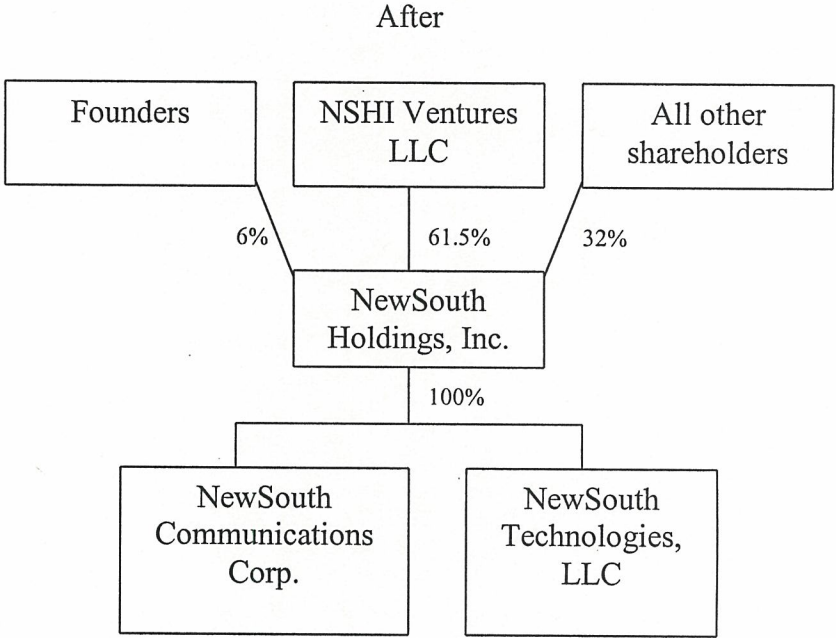 After
Founders
NSHI Ventures
LLC
All other
shareholders
6%
61.5%
32%
NewSouth
Holdings, Inc.
100%
NewSouth
Communications
Corp.
NewSouth
Technologies,
LLC